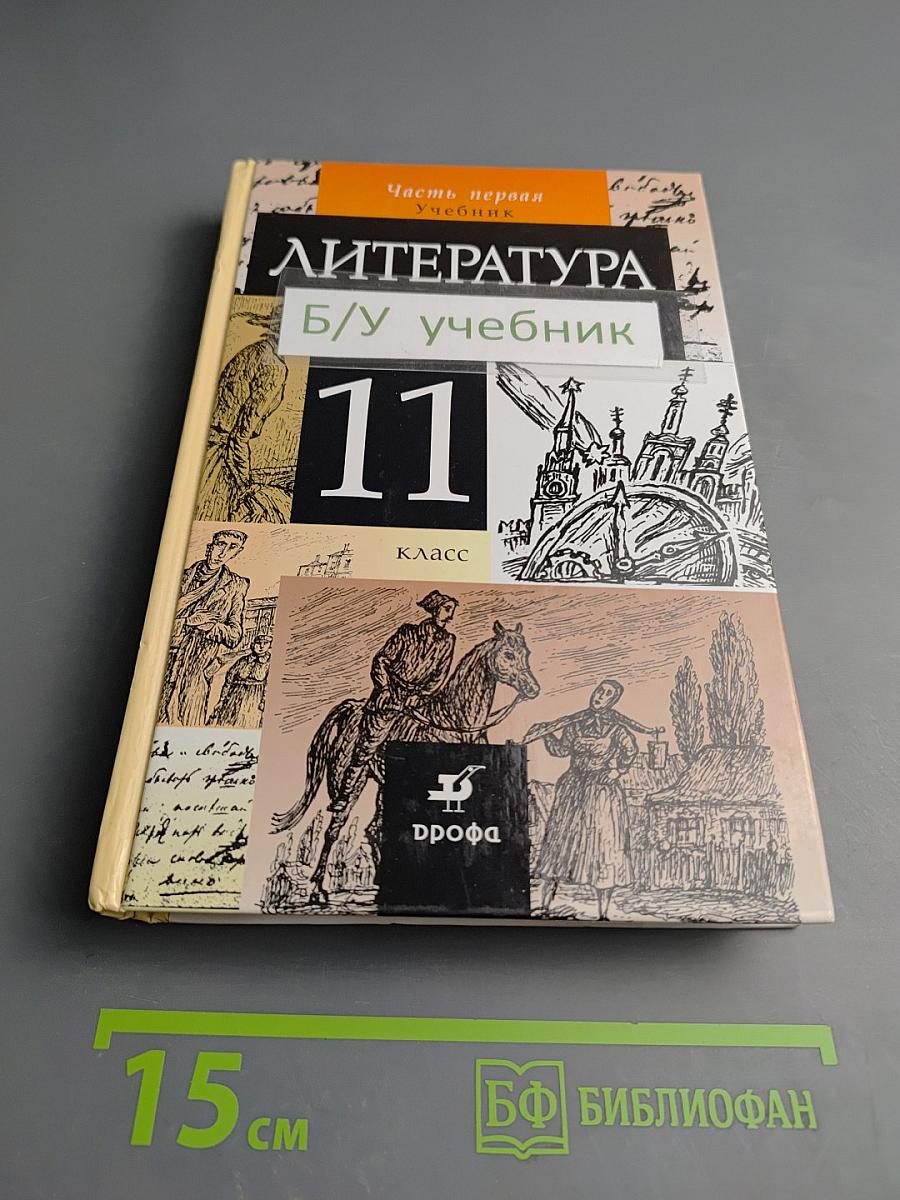 Часть первая
Учебник
ЛИТЕРАТУРА
Б/У учебник
11
класс
дрофа
15 см
БФ БИБЛИОФАН